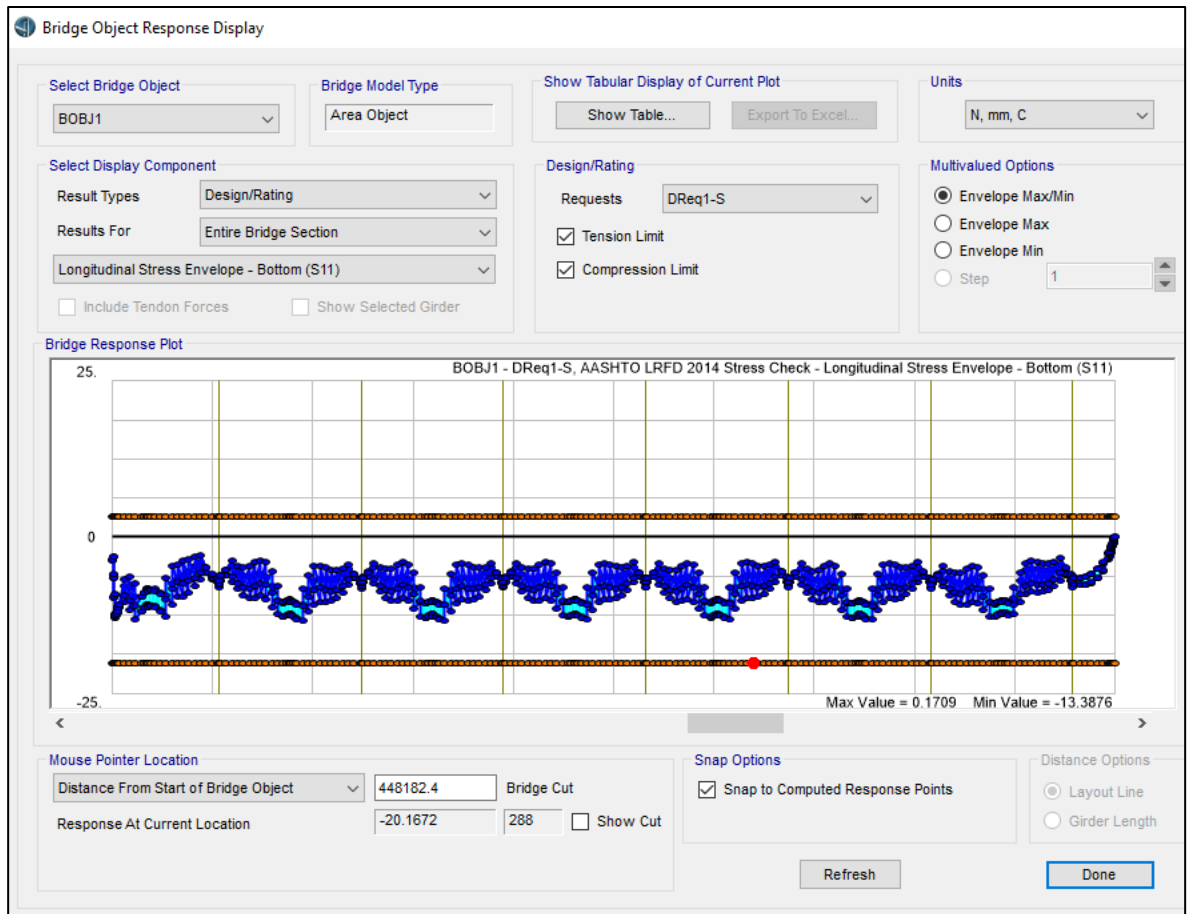 Bridge Object Response Display
Select Bridge Object
BOBJ1
Bridge Model Type
Area Object
Show Tabular Display of Current Plot
Show Table...
Export To Excel...
Units
N, mm, C
Select Display Component
Result Types
Design/Rating
Results For
Entire Bridge Section
Longitudinal Stress Envelope - Bottom (S11)
Include Tendon Forces
Show Selected Girder
Design/Rating
Requests
DReq1-S
Tension Limit
Compression Limit
Multivalued Options
Envelope Max/Min
Envelope Max
Envelope Min
Step
1
Bridge Response Plot
25.
BOBJ1 - DReq1-S, AASHTO LRFD 2014 Stress Check - Longitudinal Stress Envelope - Bottom (S11)
0
-25.
Max Value = 0.1709 Min Value = -13.3876
Mouse Pointer Location
Distance From Start of Bridge Object
448182.4
Bridge Cut
Response At Current Location
-20.1672
288
Show Cut
Snap Options
Snap to Computed Response Points
Distance Options
Layout Line
Girder Length
Refresh
Done